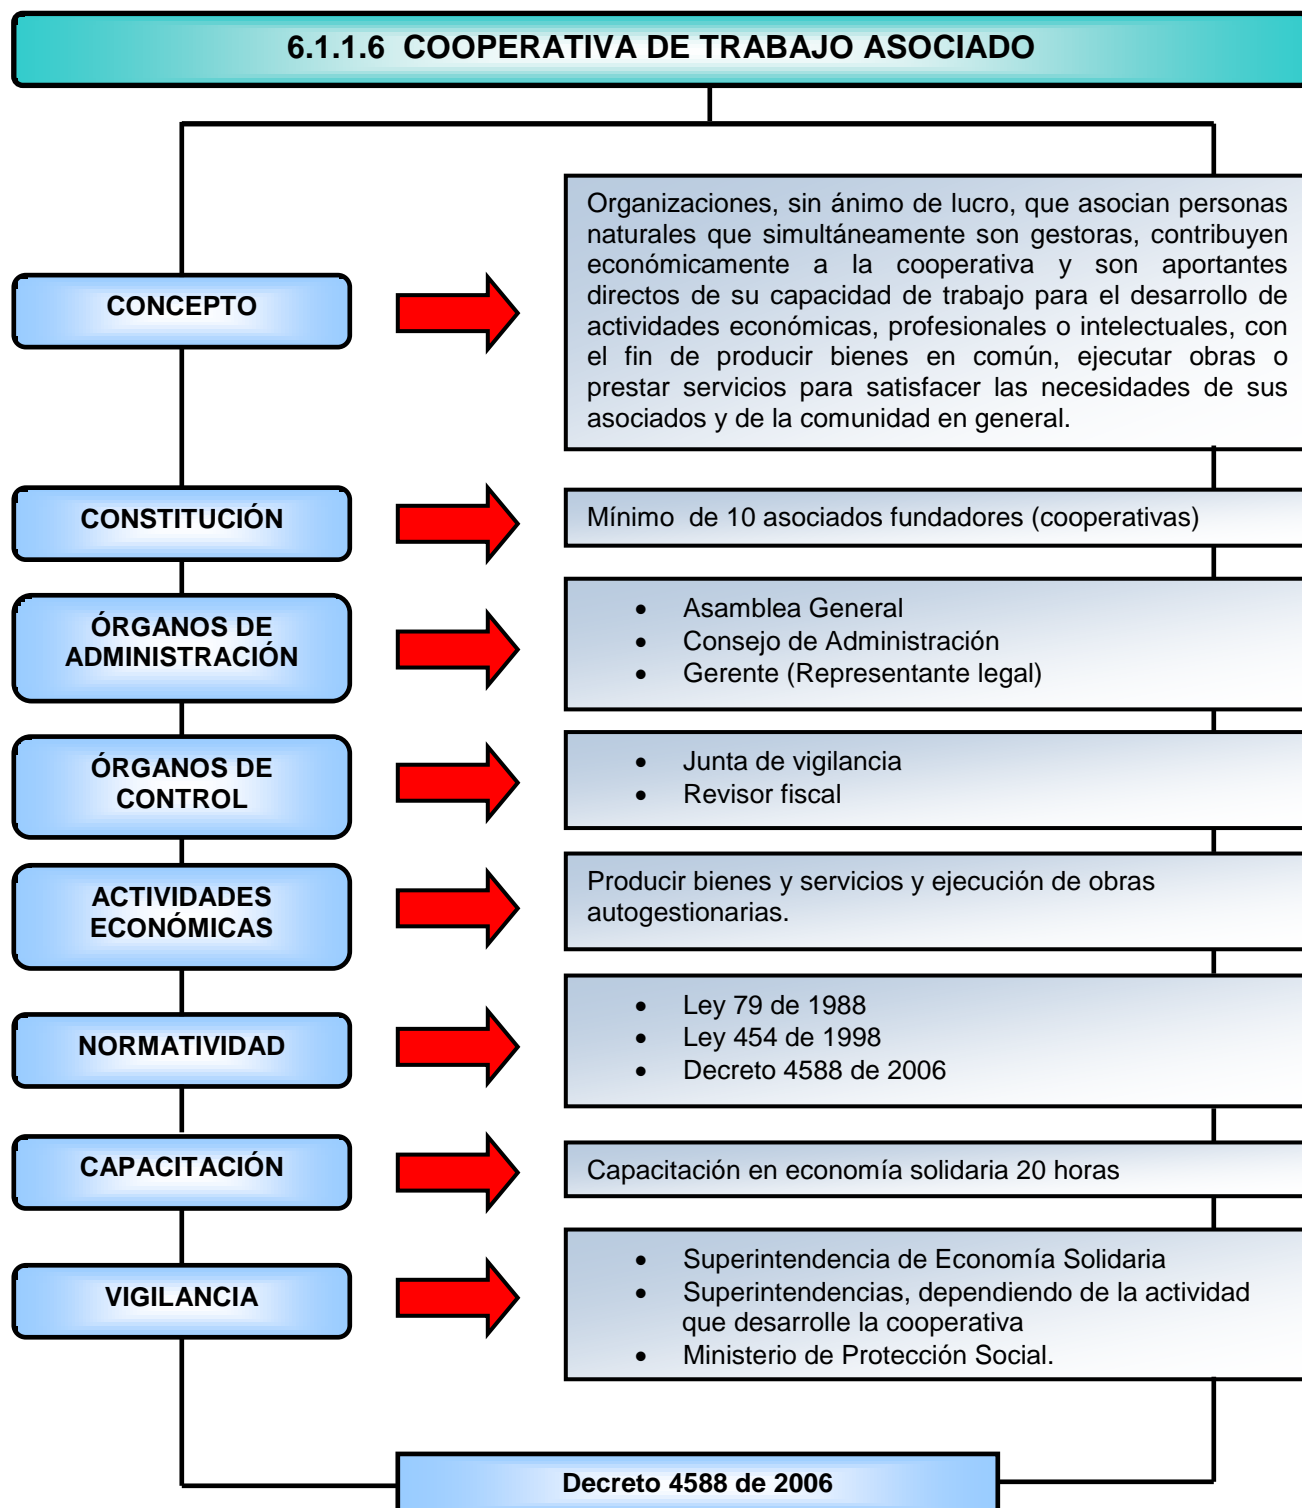 6.1.1.6 COOPERATIVA DE TRABAJO ASOCIADO
CONCEPTO
Organizaciones, sin ánimo de lucro, que asocian personas
naturales que simultáneamente son gestoras, contribuyen
económicamente a la cooperativa y son aportantes
directos de su capacidad de trabajo para el desarrollo de
actividades económicas, profesionales o intelectuales, con
el fin de producir bienes en común, ejecutar obras o
prestar servicios para satisfacer las necesidades de sus
asociados y de la comunidad en general.
CONSTITUCIÓN
Mínimo de 10 asociados fundadores (cooperativas)
ÓRGANOS DE
ADMINISTRACIÓN
• Asamblea General
• Consejo de Administración
• Gerente (Representante legal)
ÓRGANOS DE
CONTROL
• Junta de vigilancia
• Revisor fiscal
ACTIVIDADES
ECONÓMICAS
Producir bienes y servicios y ejecución de obras
autogestionarias.
NORMATIVIDAD
• Ley 79 de 1988
• Ley 454 de 1998
• Decreto 4588 de 2006
CAPACITACIÓN
Capacitación en economía solidaria 20 horas
VIGILANCIA
• Superintendencia de Economía Solidaria
• Superintendencias, dependiendo de la actividad
que desarrolle la cooperativa
• Ministerio de Protección Social.
Decreto 4588 de 2006